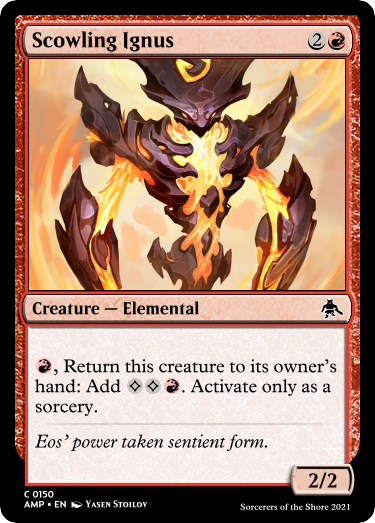 Scowling Ignus 2
Creature — Elemental
, Return this creature to its owner's
hand: Add . Activate only as a
sorcery.
Eos' power taken sentient form.
2/2
C 0150
AMP • EN Yasen Stoilov
Sorcerers of the Shore 2021